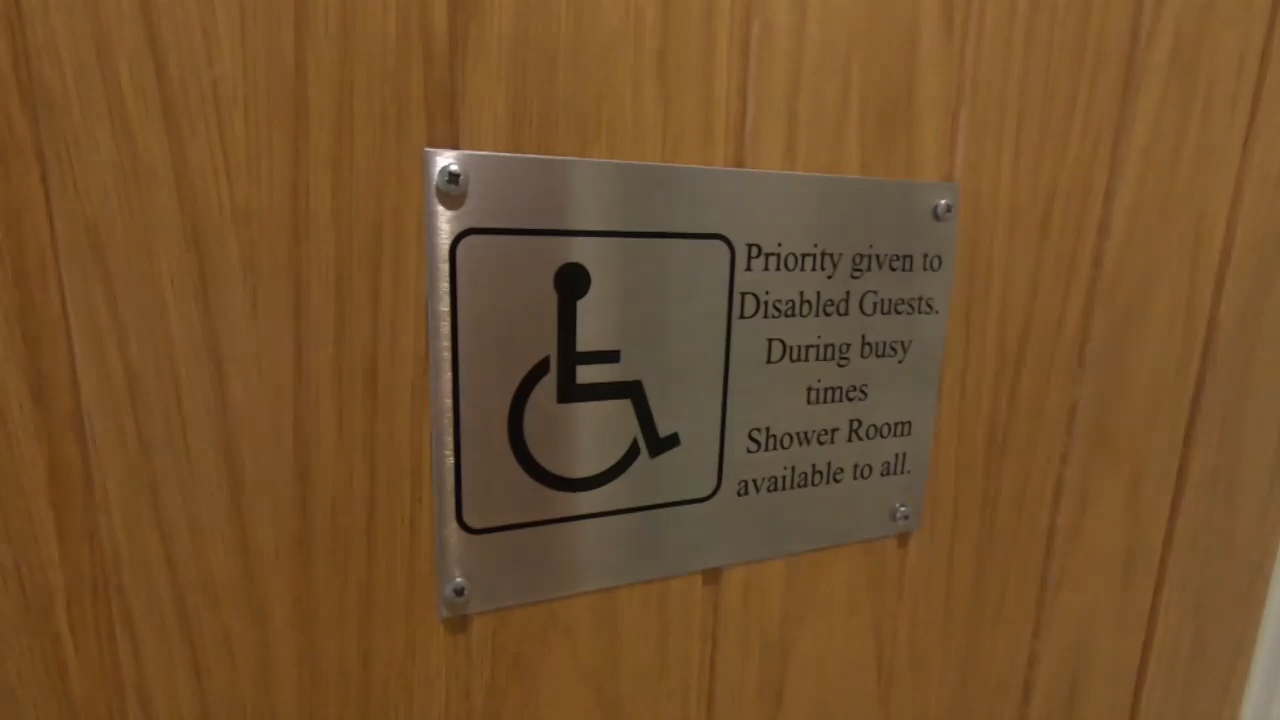 Priority given to
Disabled Guests.
During busy
times
Shower Room
available to all.